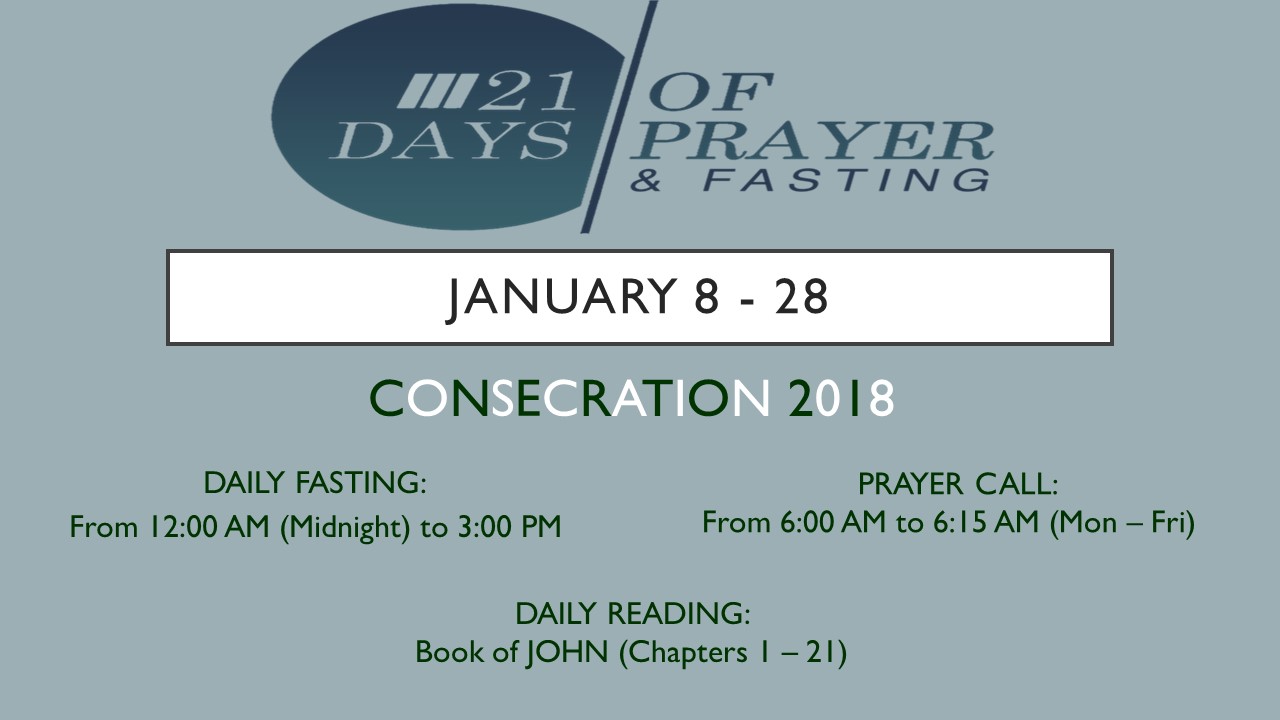 21 OF
DAYS PRAYER
& FASTING
JANUARY 8 - 28
CONSECRATION 2018
DAILY FASTING:
From 12:00 AM (Midnight) to 3:00 PM
PRAYER CALL:
From 6:00 AM to 6:15 AM (Mon – Fri)
DAILY READING:
Book of JOHN (Chapters 1 – 21)